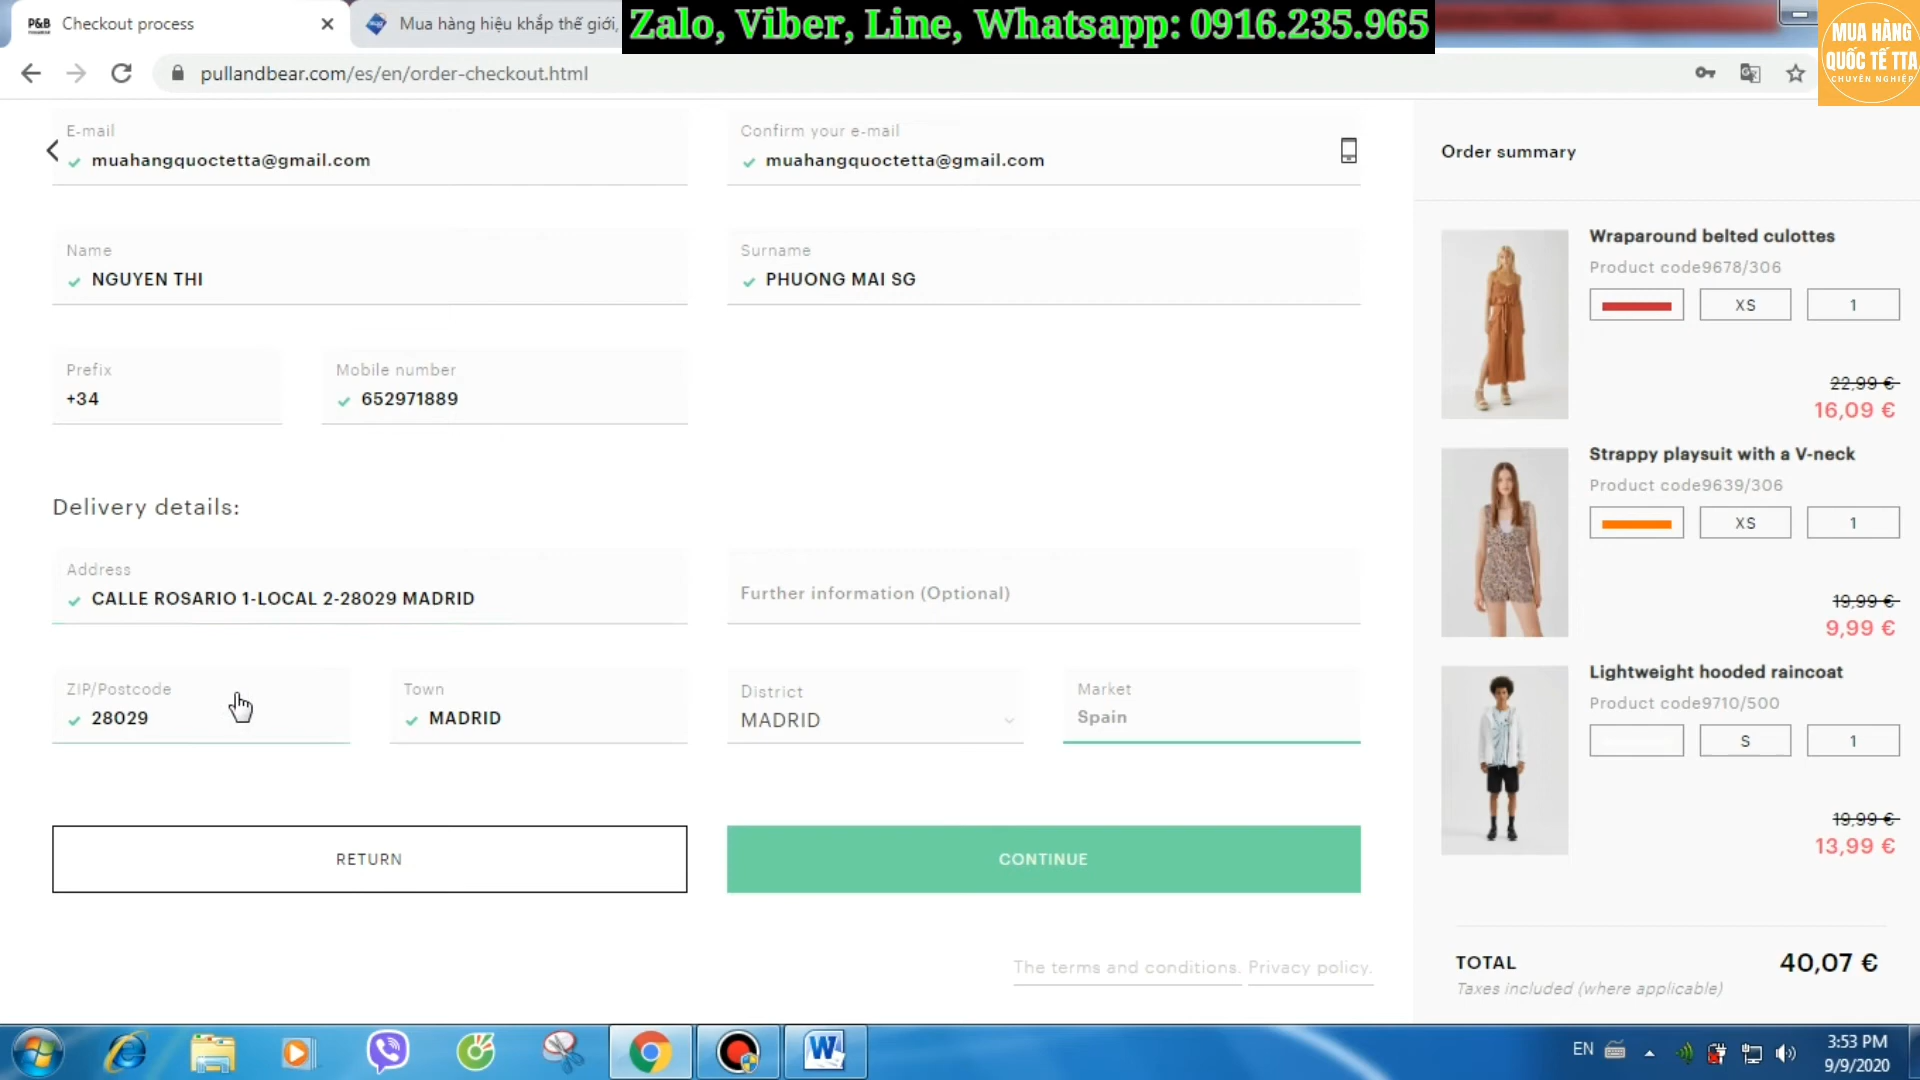 Checkout process
Mua hàng hiệu khắp thế giới,
Zalo, Viber, Line, Whatsapp: 0916.235.965
MUA HÀNG
QUỐC TẾ TTA
CHUYÊN NGHIỆP
pullandbear.com/es/en/order-checkout.html
E-mail
muahangquoctetta@gmail.com
Confirm your e-mail
muahangquoctetta@gmail.com
Name
NGUYEN THI
Surname
PHUONG MAI SG
Prefix
+34
Mobile number
652971889
Delivery details:
Address
CALLE ROSARIO 1-LOCAL 2-28029 MADRID
Further information (Optional)
ZIP/Postcode
28029
Town
MADRID
District
MADRID
Market
Spain
RETURN
CONTINUE
The terms and conditions. Privacy policy.
Order summary
Wraparound belted culottes
Product code9678/306
XS
1
22,99 €
16,09 €
Strappy playsuit with a V-neck
Product code9639/306
XS
1
19,99 €
9,99 €
Lightweight hooded raincoat
Product code9710/500
S
1
19,99 €
13,99 €
TOTAL
40,07 €
Taxes included (where applicable)
EN
3:53 PM
9/9/2020